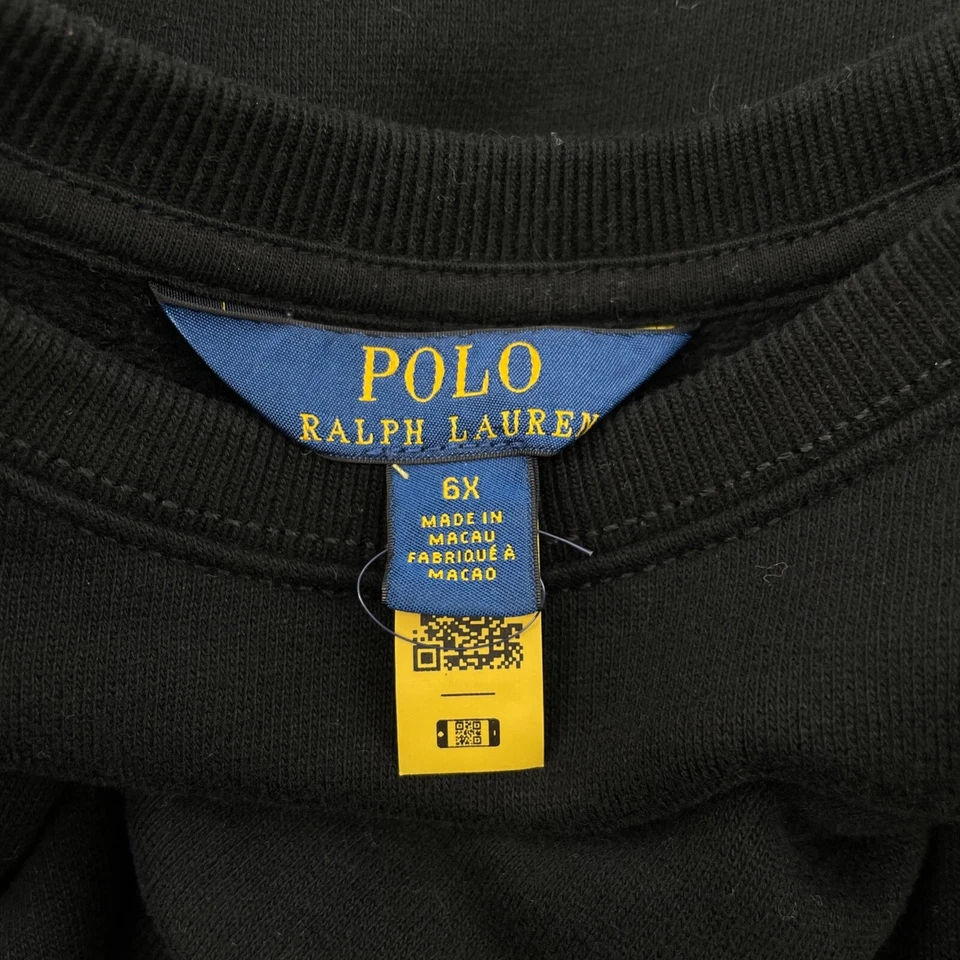 POLO
RALPH LAUREN
6X
MADE IN
MACAU
FABRIQUÉ À
MACAO